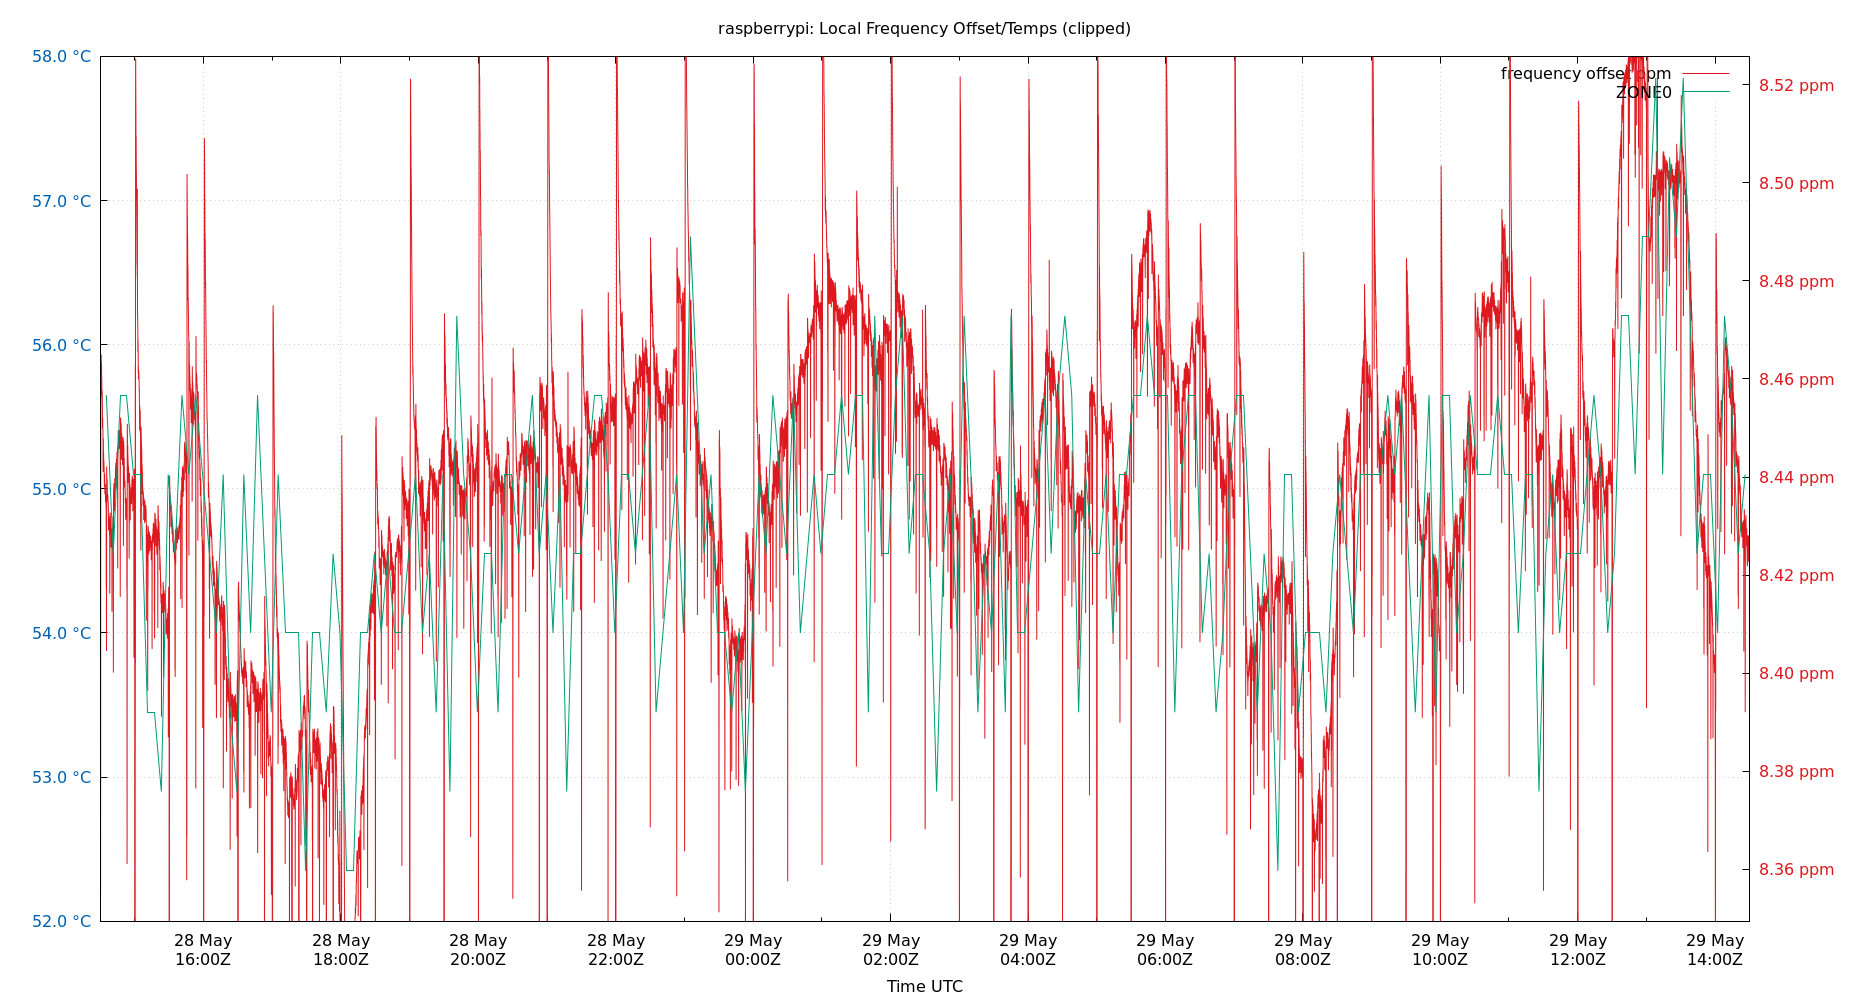 raspberrypi: Local Frequency Offset/Temps (clipped)
58.0 °C
57.0 °C
56.0 °C
55.0 °C
54.0 °C
53.0 °C
52.0 °C
frequency offset ppm
ZONE0
8.52 ppm
8.50 ppm
8.48 ppm
8.46 ppm
8.44 ppm
8.42 ppm
8.40 ppm
8.38 ppm
8.36 ppm
28 May 28 May 28 May 28 May 29 May 29 May 29 May 29 May 29 May 29 May 29 May 29 May
16:00Z 18:00Z 20:00Z 22:00Z 00:00Z 02:00Z 04:00Z 06:00Z 08:00Z 10:00Z 12:00Z 14:00Z
Time UTC